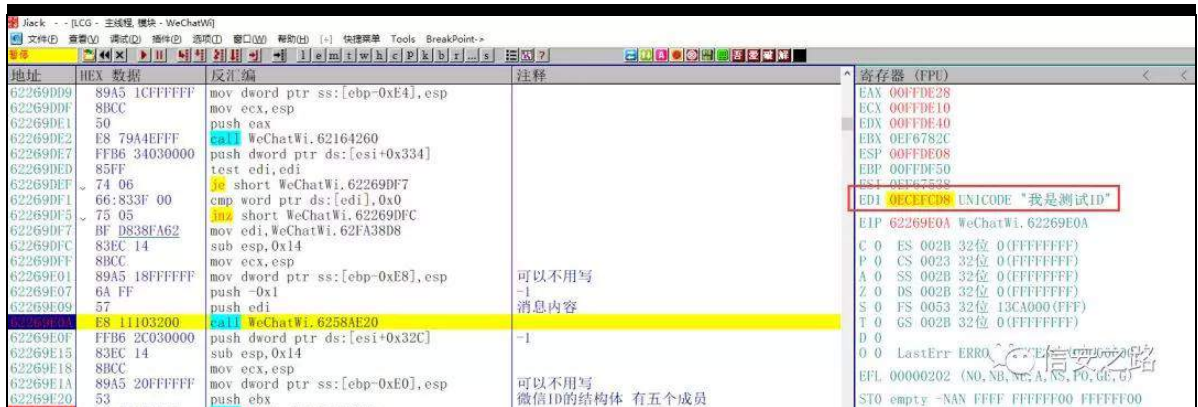 Jiack - - [LCG - 主线程, 模块 - WeChatWi]
文件(F) 查看(V) 调试(D) 插件(P) 选项(T) 窗口(W) 帮助(H) [+] 快捷菜单 Tools BreakPoint->
暂停 l e m t w h c P k b r ... s
地址 HEX 数据 反汇编 注释 寄存器 (FPU) < <
62269DD9 89A5 1CFFFFFF mov dword ptr ss:[ebp-0xE4],esp EAX 00FFDE28
62269DDF 8BCC mov ecx,esp ECX 00FFDE10
62269DE1 50 push eax EDX 00FFDE40
62269DE2 E8 79A4EFFF call WeChatWi.62164260 EBX 0EF6782C
62269DE7 FFB6 34030000 push dword ptr ds:[esi+0x334] ESP 00FFDE08
62269DED 85FF test edi,edi EBP 00FFDF50
62269DEF 74 06 je short WeChatWi.62269DF7 ESI 0EF67538
62269DF1 66:833F 00 cmp word ptr ds:[edi],0x0 EDI 0ECEFCD8 UNICODE "我是测试ID"
62269DF5 75 05 jnz short WeChatWi.62269DFC
62269DF7 BF D838FA62 mov edi,WeChatWi.62FA38D8 EIP 62269E0A WeChatWi.62269E0A
62269DFC 83EC 14 sub esp,0x14 C 0 ES 002B 32位 0(FFFFFFFF)
62269DFF 8BCC mov ecx,esp P 0 CS 0023 32位 0(FFFFFFFF)
62269E01 89A5 18FFFFFF mov dword ptr ss:[ebp-0xE8],esp 可以不用写 A 0 SS 002B 32位 0(FFFFFFFF)
62269E07 6A FF push -0x1 -1 Z 0 DS 002B 32位 0(FFFFFFFF)
62269E09 57 push edi 消息内容 S 0 FS 0053 32位 13CA000(FFF)
62269E0A E8 11103200 call WeChatWi.6258AE20 T 0 GS 002B 32位 0(FFFFFFFF)
62269E0F FFB6 2C030000 push dword ptr ds:[esi+0x32C] -1 D 0
62269E15 83EC 14 sub esp,0x14 O 0 LastErr
62269E18 8BCC mov ecx,esp 信安之路
62269E1A 89A5 20FFFFFF mov dword ptr ss:[ebp-0xE0],esp 可以不用写 EFL 00000202 (NO,NB,NE,A,NS,PO,GE,G)
62269E20 53 push ebx 微信ID的结构体 有五个成员 ST0 empty -NAN FFFF FFFFFF00 FFFFFF00